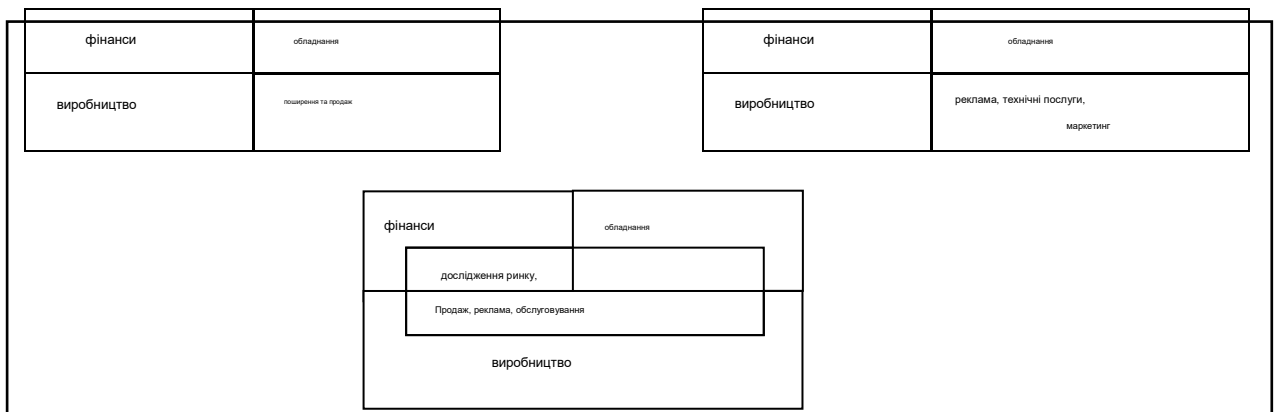 фінанси
обладнання
виробництво
поширення та продаж
фінанси
обладнання
виробництво
реклама, технічні послуги,
маркетинг
фінанси
обладнання
дослідження ринку,
Продаж, реклама, обслуговування
виробництво